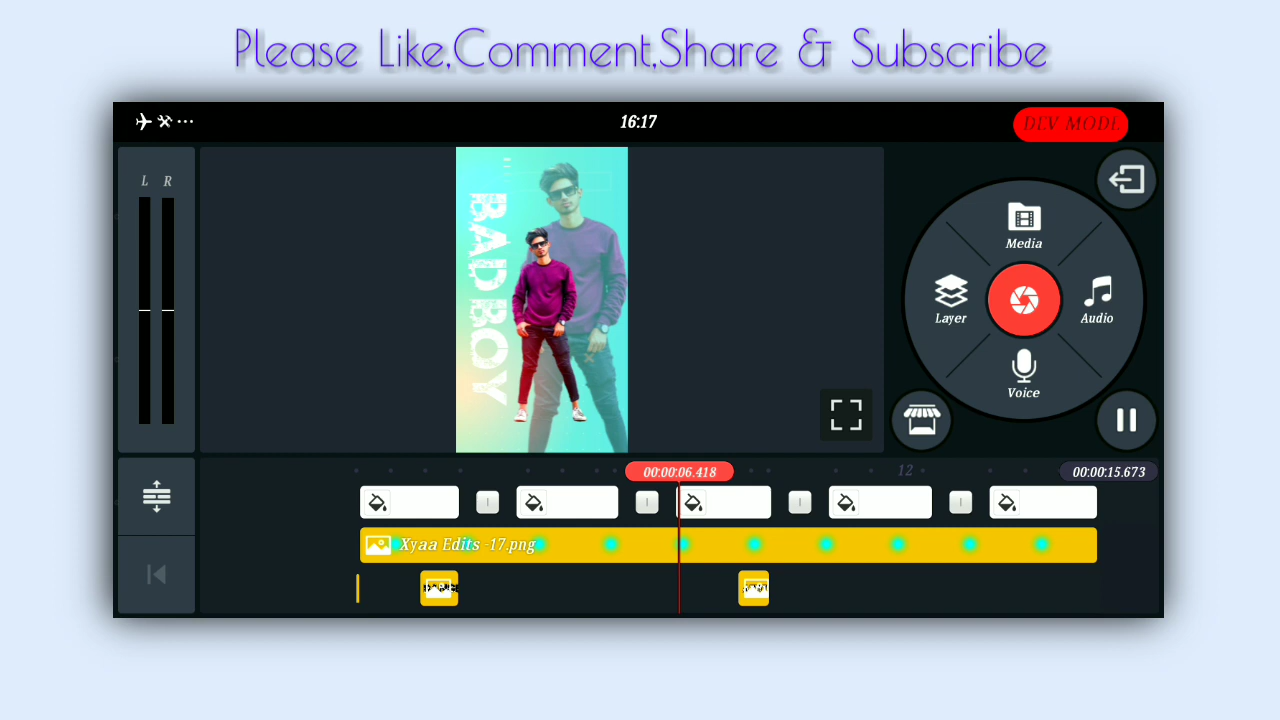 Please Like,Comment,Share & Subscribe
16:17
DEV MODE
L R
BAD BOY
Media
Layer
Audio
Voice
00:00:06.418
12
00:00:15.673
Xyaa Edits -17.png